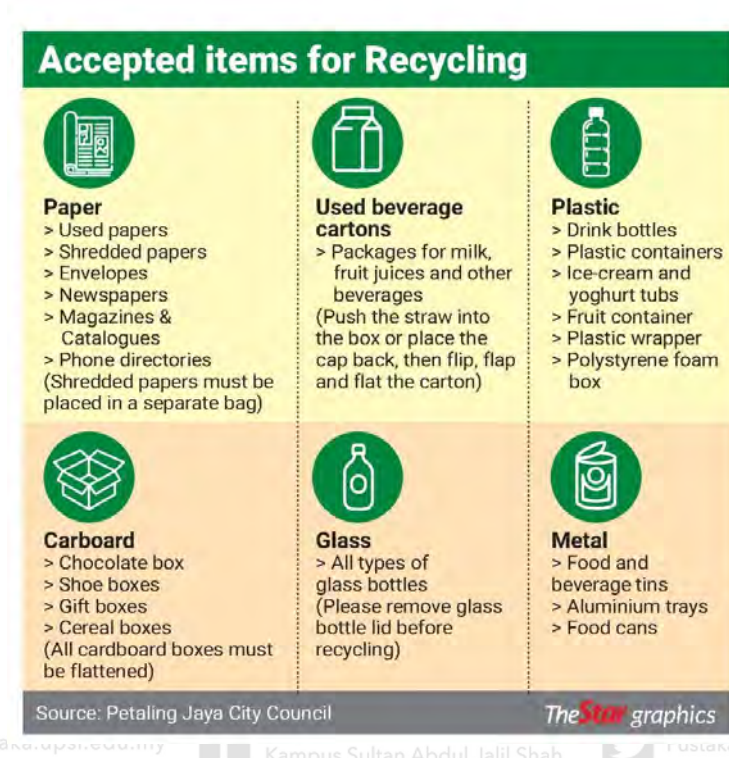 Accepted items for Recycling
Paper
> Used papers
> Shredded papers
> Envelopes
> Newspapers
> Magazines &
Catalogues
> Phone directories
(Shredded papers must be
placed in a separate bag)
Used beverage
cartons
> Packages for milk,
fruit juices and other
beverages
(Push the straw into
the box or place the
cap back, then flip, flap
and flat the carton)
Plastic
> Drink bottles
> Plastic containers
> Ice-cream and
yoghurt tubs
> Fruit container
> Plastic wrapper
> Polystyrene foam
box
Carboard
> Chocolate box
> Shoe boxes
> Gift boxes
> Cereal boxes
(All cardboard boxes must
be flattened)
Glass
> All types of
glass bottles
(Please remove glass
bottle lid before
recycling)
Metal
> Food and
beverage tins
> Aluminium trays
> Food cans
Source: Petaling Jaya City Council
TheStar graphics
Kampus Sultan Abdul Jalil Shah